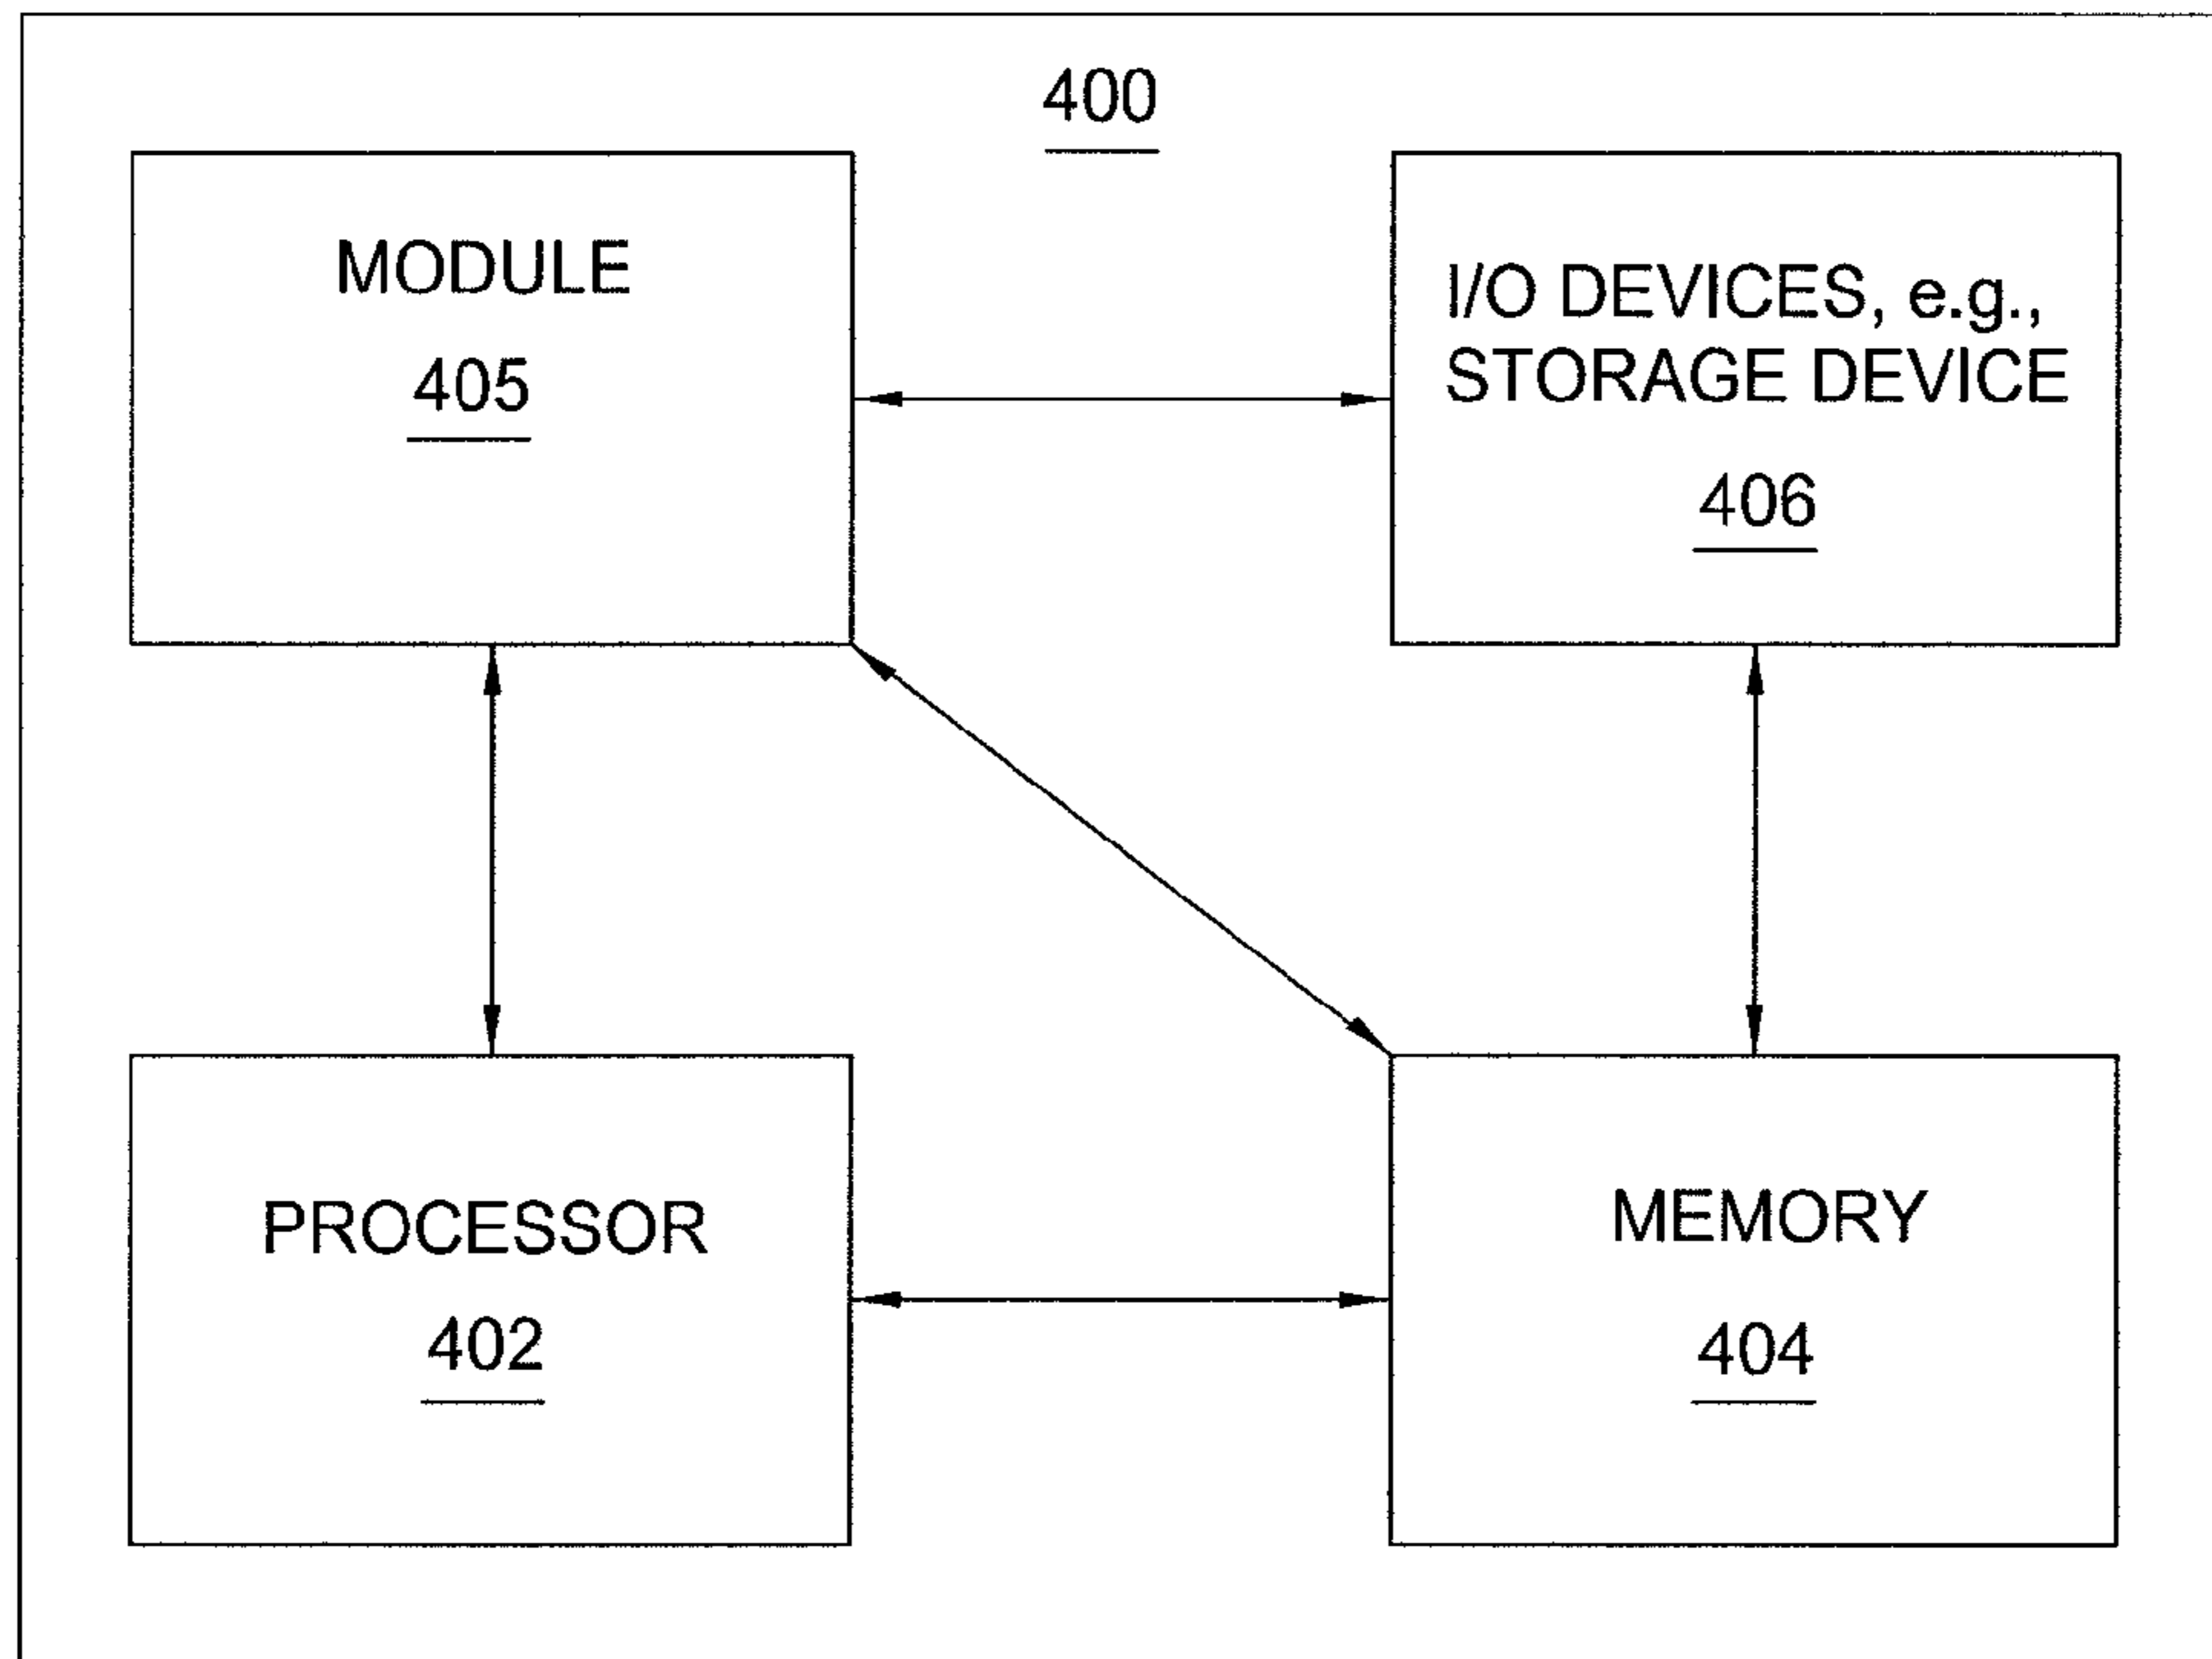 400
MODULE
405
I/O DEVICES, e.g.,
STORAGE DEVICE
406
PROCESSOR
402
MEMORY
404